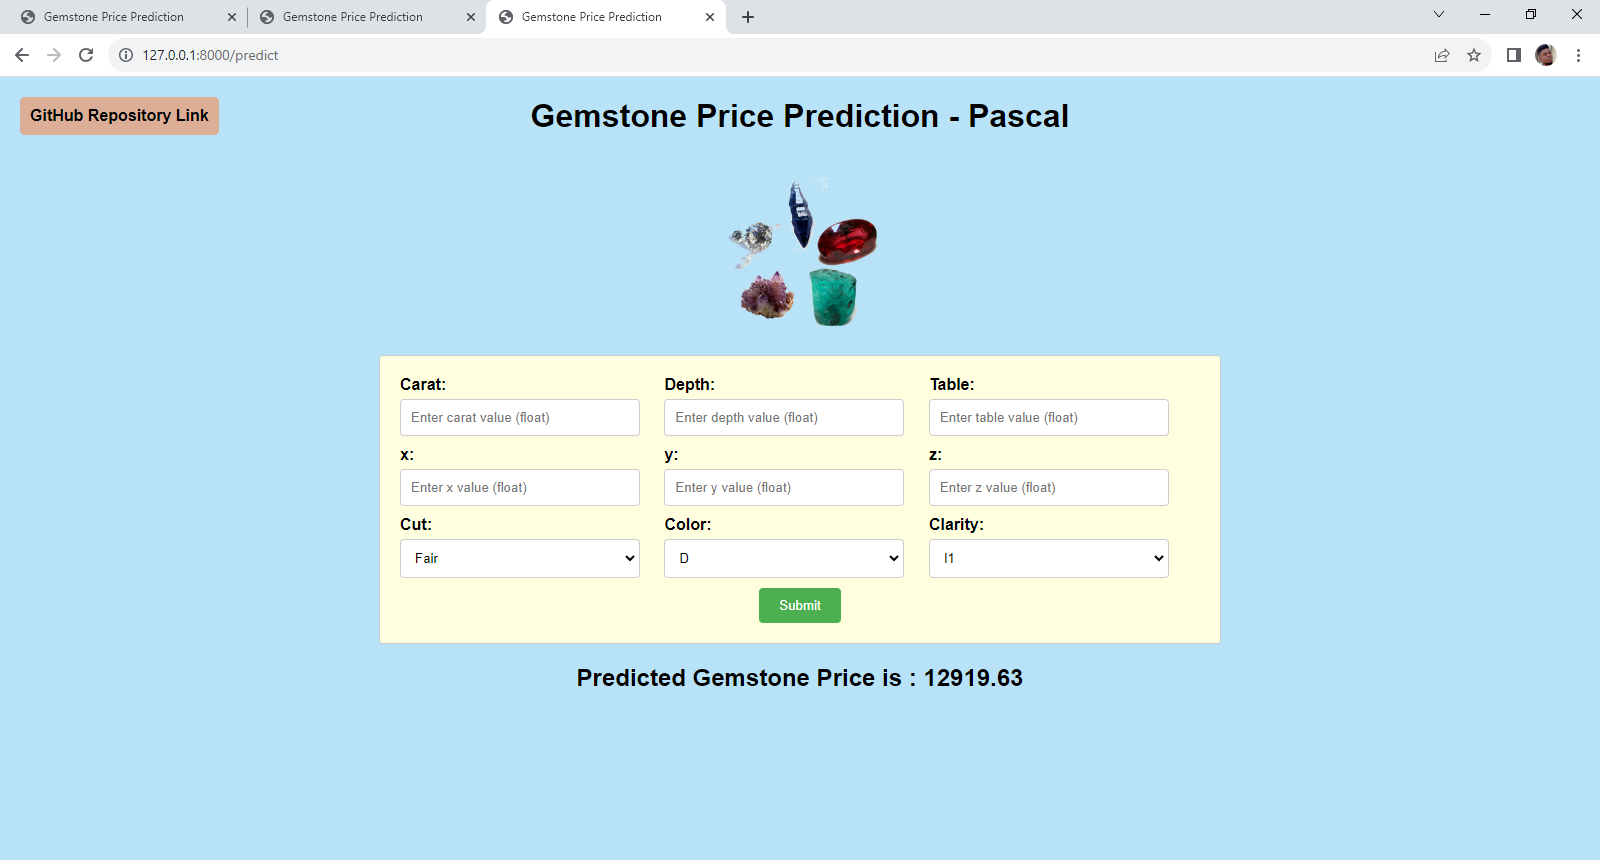 Gemstone Price Prediction
Gemstone Price Prediction
Gemstone Price Prediction
127.0.0.1:8000/predict
GitHub Repository Link
Gemstone Price Prediction - Pascal
Carat: Depth: Table:
Enter carat value (float) Enter depth value (float) Enter table value (float)
x: y: z:
Enter x value (float) Enter y value (float) Enter z value (float)
Cut: Color: Clarity:
Fair D I1
Submit
Predicted Gemstone Price is : 12919.63